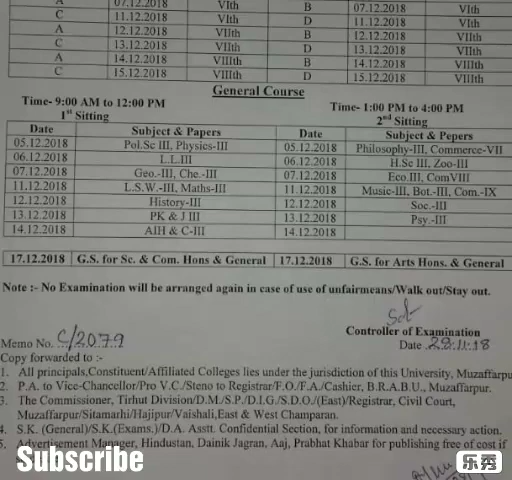 A 07.12.2018 VIth B 07.12.2018 VIth
C 11.12.2018 VIth D 11.12.2018 VIth
A 12.12.2018 VIIth B 12.12.2018 VIIth
C 13.12.2018 VIIth D 13.12.2018 VIIth
A 14.12.2018 VIIIth B 14.12.2018 VIIIth
C 15.12.2018 VIIIth D 15.12.2018 VIIIth
General Course
Time- 9:00 AM to 12:00 PM Time- 1:00 PM to 4:00 PM
1st Sitting 2nd Sitting
Date Subject & Papers Date Subject & Pepers
05.12.2018 Pol.Sc III, Physics-III 05.12.2018 Philosophy-III, Commerce-VII
06.12.2018 L.L.III 06.12.2018 H.Sc III, Zoo-III
07.12.2018 Geo.-III, Che.-III 07.12.2018 Eco.III, ComVIII
11.12.2018 L.S.W.-III, Maths-III 11.12.2018 Music-III, Bot.-III, Com.-IX
12.12.2018 History-III 12.12.2018 Soc.-III
13.12.2018 PK & J III 13.12.2018 Psy.-III
14.12.2018 AIH & C-III 14.12.2018
17.12.2018 G.S. for Sc. & Com. Hons & General 17.12.2018 G.S. for Arts Hons. & General
Note :- No Examination will be arranged again in case of use of unfairmeans/Walk out/Stay out.
Sd-
Controller of Examination
Memo No. C/2079 Date 28.11.18
Copy forwarded to :-
1. All principals,Constituent/Affiliated Colleges lies under the jurisdiction of this University, Muzaffarpu
2. P.A. to Vice-Chancellor/Pro V.C./Steno to Registrar/F.O./F.A./Cashier, B.R.A.B.U., Muzaffarpur.
3. The Commissioner, Tirhut Division/D.M./S.P./D.I.G./S.D.O./(East)/Registrar, Civil Court,
Muzaffarpur/Sitamarhi/Hajipur/Vaishali,East & West Champaran.
4. S.K. (General)/S.K.(Exams.)/D.A. Asstt. Confidential Section, for information and necessary action.
5. Advertisement Manager, Hindustan, Dainik Jagran, Aaj, Prabhat Khabar for publishing free of cost if
Subscribe
乐秀